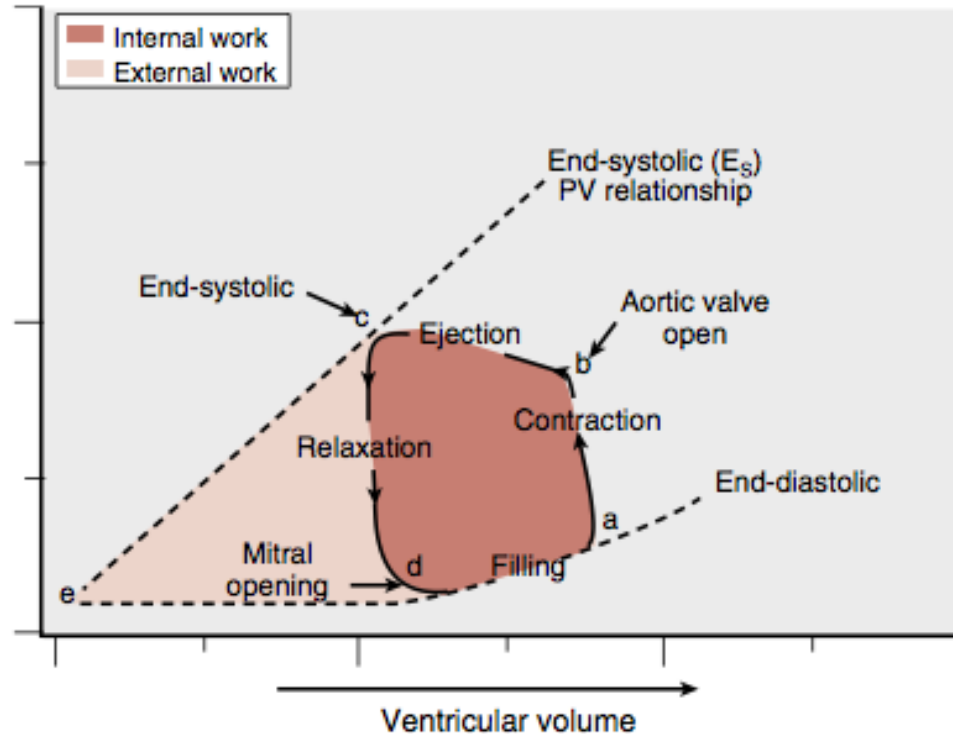 Internal work
External work
End-systolic (ES)
PV relationship
End-systolic
c
Aortic valve
open
Ejection
b
Contraction
Relaxation
End-diastolic
a
Mitral
opening
d
Filling
e
Ventricular volume